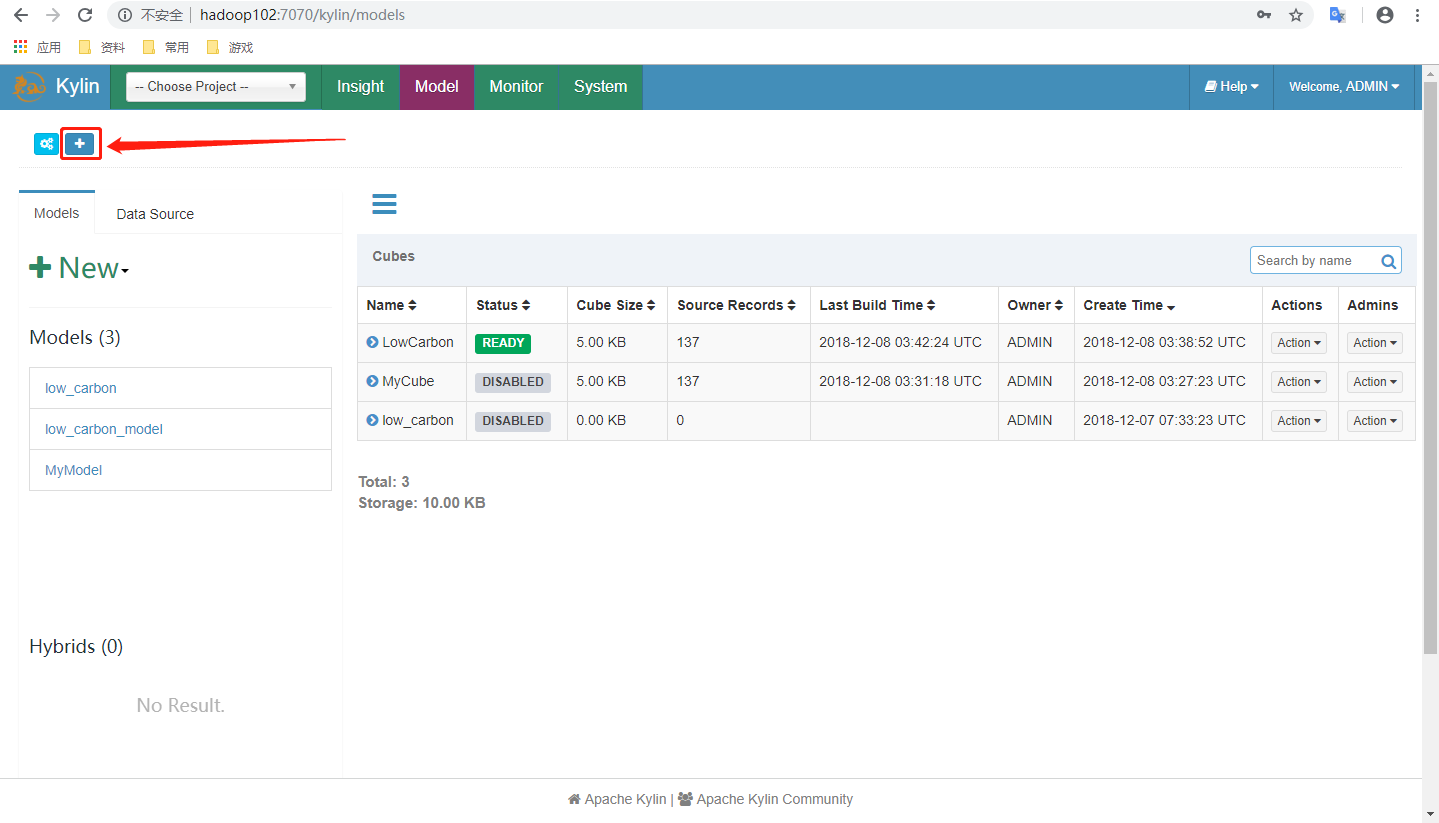 不安全 hadoop102:7070/kylin/models
应用 资料 常用 游戏
Kylin -- Choose Project -- Insight Model Monitor System Help Welcome, ADMIN
Models Data Source
New
Models (3)
low_carbon
low_carbon_model
MyModel
Hybrids (0)
No Result.
Cubes Search by name
Name Status Cube Size Source Records Last Build Time Owner Create Time Actions Admins
LowCarbon READY 5.00 KB 137 2018-12-08 03:42:24 UTC ADMIN 2018-12-08 03:38:52 UTC Action Action
MyCube DISABLED 5.00 KB 137 2018-12-08 03:31:18 UTC ADMIN 2018-12-08 03:27:23 UTC Action Action
low_carbon DISABLED 0.00 KB 0 ADMIN 2018-12-07 07:33:23 UTC Action Action
Total: 3
Storage: 10.00 KB
Apache Kylin | Apache Kylin Community